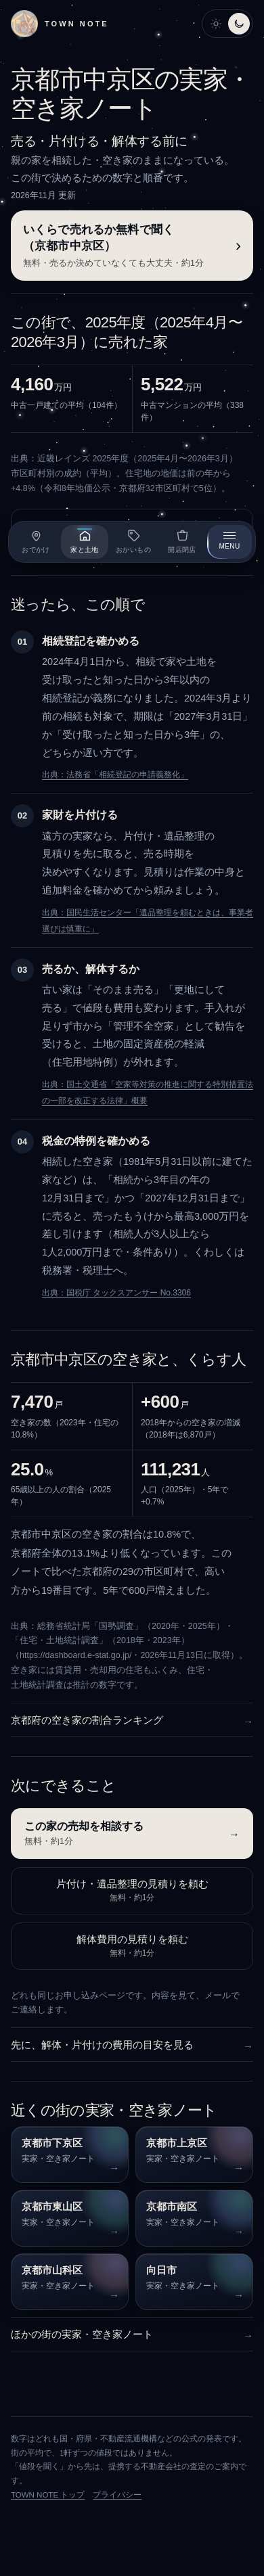 TOWN NOTE
京都市中京区の実家・
空き家ノート
売る・片付ける・解体する前に
親の家を相続した・空き家のままになっている。
この街で決めるための数字と順番です。
2026年11月 更新
いくらで売れるか無料で聞く
（京都市中京区）
無料・売るか決めていなくても大丈夫・約1分
›
この街で、2025年度（2025年4月〜
2026年3月）に売れた家
4,160万円
中古一戸建ての平均（104件）
5,522万円
中古マンションの平均（338
件）
出典：近畿レインズ 2025年度（2025年4月〜2026年3月）
市区町村別の成約（平均）。住宅地の地価は前の年から
+4.8%（令和8年地価公示・京都府32市区町村で5位）。
おでかけ
家と土地
おかいもの
開店閉店
MENU
迷ったら、この順で
01
相続登記を確かめる
2024年4月1日から、相続で家や土地を
受け取ったと知った日から3年以内の
相続登記が義務になりました。2024年3月より
前の相続も対象で、期限は「2027年3月31日」
か「受け取ったと知った日から3年」の、
どちらか遅い方です。
出典：法務省「相続登記の申請義務化」
02
家財を片付ける
遠方の実家なら、片付け・遺品整理の
見積りを先に取ると、売る時期を
決めやすくなります。見積りは作業の中身と
追加料金を確かめてから頼みましょう。
出典：国民生活センター「遺品整理を頼むときは、事業者
選びは慎重に」
03
売るか、解体するか
古い家は「そのまま売る」「更地にして
売る」で値段も費用も変わります。手入れが
足りず市から「管理不全空家」として勧告を
受けると、土地の固定資産税の軽減
（住宅用地特例）が外れます。
出典：国土交通省「空家等対策の推進に関する特別措置法
の一部を改正する法律」概要
04
税金の特例を確かめる
相続した空き家（1981年5月31日以前に建てた
家など）は、「相続から3年目の年の
12月31日まで」かつ「2027年12月31日まで」
に売ると、売ったもうけから最高3,000万円を
差し引けます（相続人が3人以上なら
1人2,000万円まで・条件あり）。くわしくは
税務署・税理士へ。
出典：国税庁 タックスアンサー No.3306
京都市中京区の空き家と、くらす人
7,470戸
空き家の数（2023年・住宅の
10.8%）
+600戸
2018年からの空き家の増減
（2018年は6,870戸）
25.0%
65歳以上の人の割合（2025
年）
111,231人
人口（2025年）・5年で
+0.7%
京都市中京区の空き家の割合は10.8%で、
京都府全体の13.1%より低くなっています。この
ノートで比べた京都府の29の市区町村で、高い
方から19番目です。5年で600戸増えました。
出典：総務省統計局「国勢調査」（2020年・2025年）・
「住宅・土地統計調査」（2018年・2023年）
（https://dashboard.e-stat.go.jp/・2026年11月13日に取得）。
空き家には賃貸用・売却用の住宅もふくみ、住宅・
土地統計調査は推計の数字です。
京都府の空き家の割合ランキング →
次にできること
この家の売却を相談する
無料・約1分
→
片付け・遺品整理の見積りを頼む
無料・約1分
解体費用の見積りを頼む
無料・約1分
どれも同じお申し込みページです。内容を見て、メールで
ご連絡します。
先に、解体・片付けの費用の目安を見る →
近くの街の実家・空き家ノート
京都市下京区
実家・空き家ノート
→
京都市上京区
実家・空き家ノート
→
京都市東山区
実家・空き家ノート
→
京都市南区
実家・空き家ノート
→
京都市山科区
実家・空き家ノート
→
向日市
実家・空き家ノート
→
ほかの街の実家・空き家ノート →
数字はどれも国・府県・不動産流通機構などの公式の発表です。
街の平均で、1軒ずつの値段ではありません。
「値段を聞く」から先は、提携する不動産会社の査定のご案内で
す。
TOWN NOTE トップ プライバシー